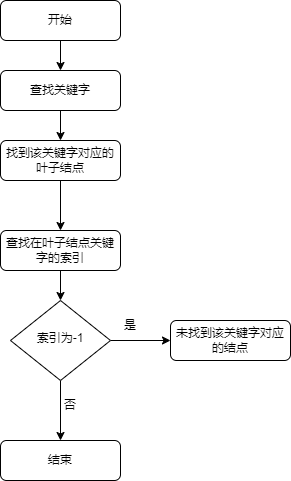 开始
查找关键字
找到该关键字对应的
叶子结点
查找在叶子结点关键
字的索引
索引为-1
是
未找到该关键字对应
的结点
否
结束